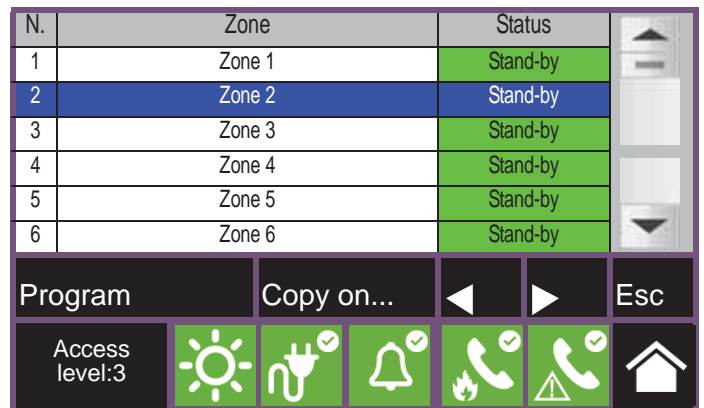 N. Zone Status
1 Zone 1 Stand-by
2 Zone 2 Stand-by
3 Zone 3 Stand-by
4 Zone 4 Stand-by
5 Zone 5 Stand-by
6 Zone 6 Stand-by
Program Copy on... Esc
Access
level:3